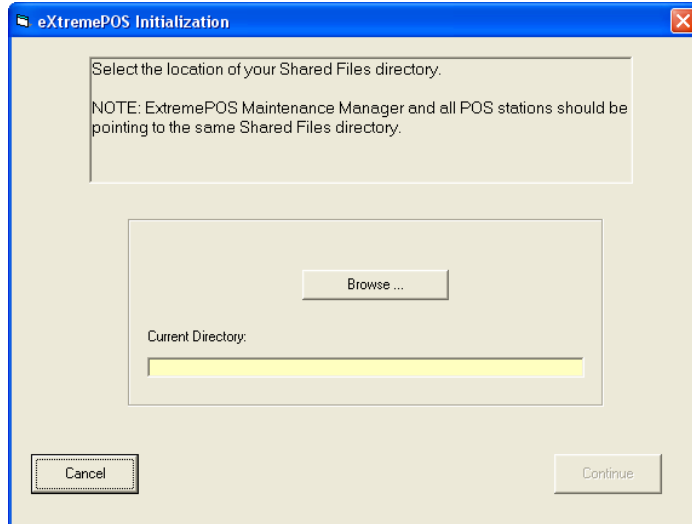 eXtremePOS Initialization
Select the location of your Shared Files directory.
NOTE: ExtremePOS Maintenance Manager and all POS stations should be
pointing to the same Shared Files directory.
Browse ...
Current Directory:
Cancel
Continue